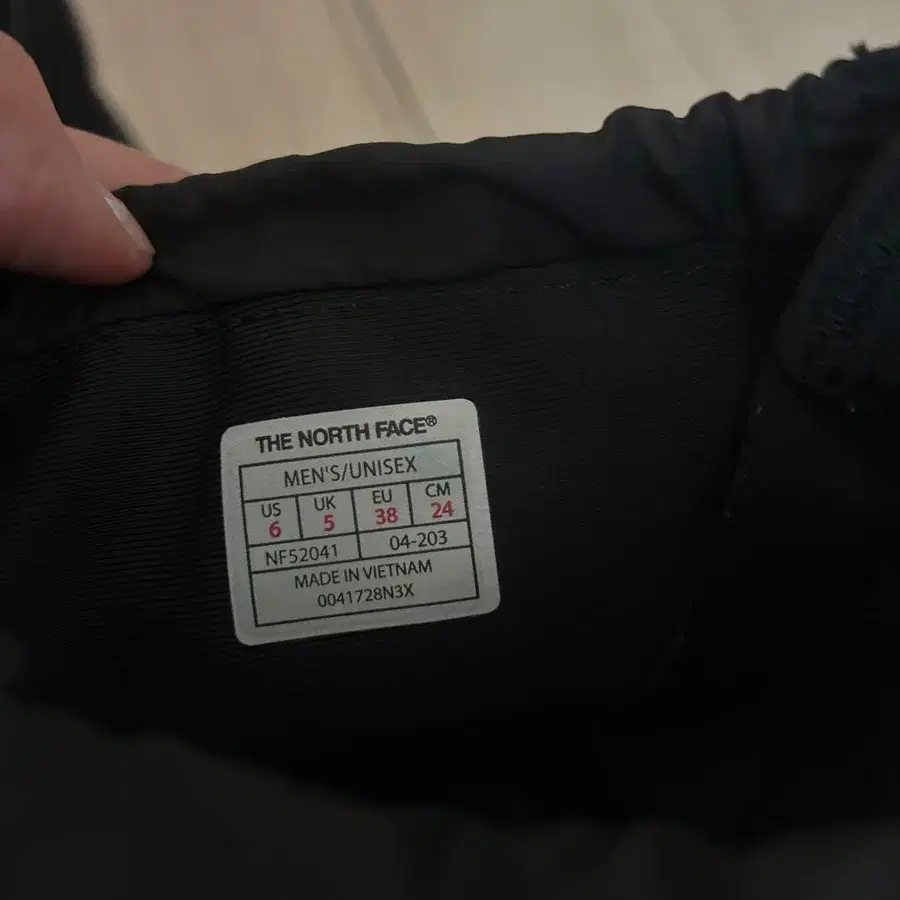 THE NORTH FACE®
MEN'S/UNISEX
US UK EU CM
6 5 38 24
NF52041 04-203
MADE IN VIETNAM
0041728N3X